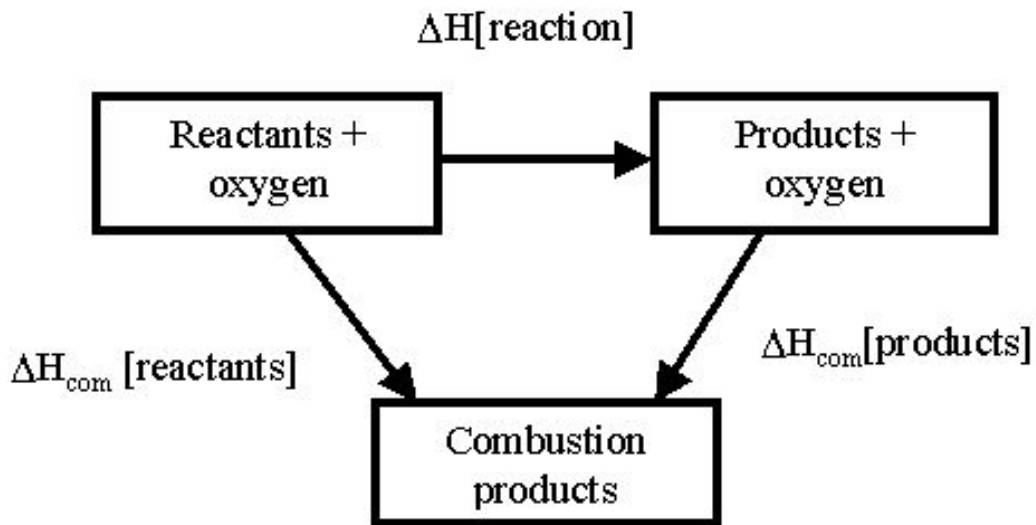 ΔH[reaction]
Reactants +
oxygen
Products +
oxygen
ΔHcom [reactants]
ΔHcom[products]
Combustion
products